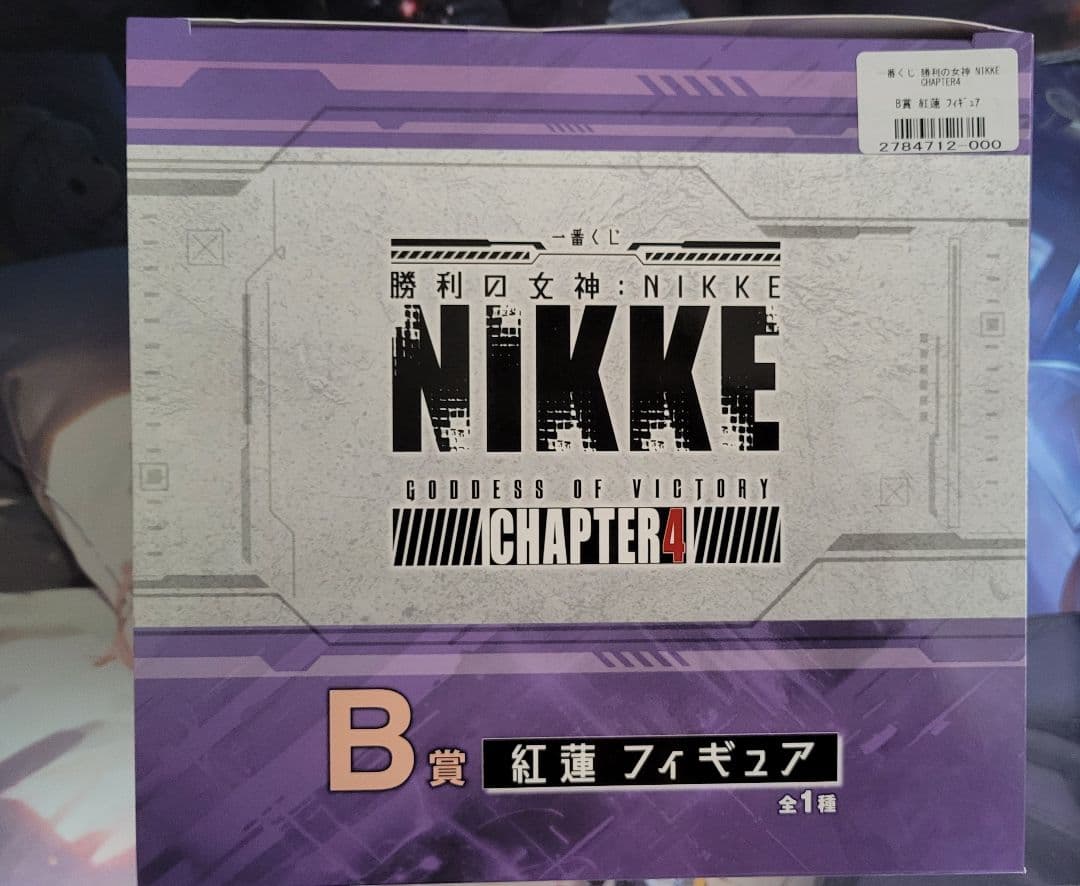 一番くじ 勝利の女神 NIKKE
CHAPTER4
B賞 紅蓮 ﾌｨｷﾞｭｱ
2784712-000
一番くじ
勝利の女神：NIKKE
NIKKE
GODDESS OF VICTORY
CHAPTER4
B賞 紅蓮 フィギュア
全1種